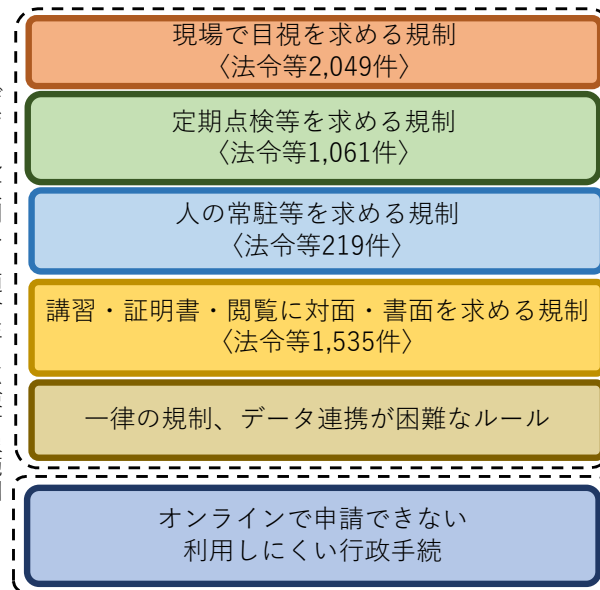 現場で目視を求める規制
〈法令等2,049件〉
定期点検等を求める規制
〈法令等1,061件〉
人の常駐等を求める規制
〈法令等219件〉
講習・証明書・閲覧に対面・書面を求める規制
〈法令等1,535件〉
一律の規制、データ連携が困難なルール
オンラインで申請できない
利用しにくい行政手続